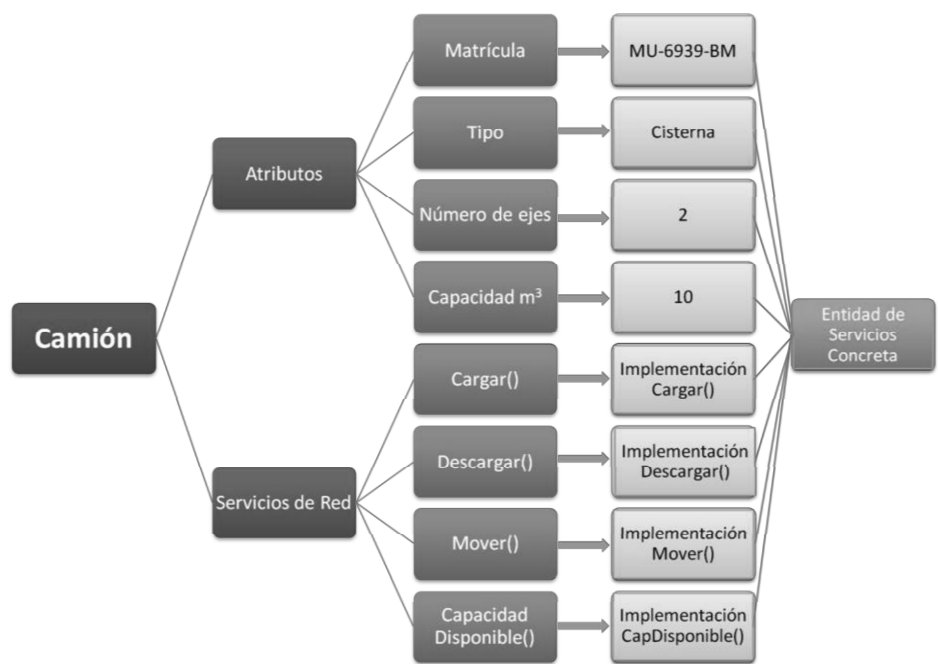 Matrícula
MU-6939-BM
Tipo
Cisterna
Atributos
Número de ejes
2
Capacidad m³
10
Camión
Entidad de
Servicios
Concreta
Cargar()
Implementación
Cargar()
Descargar()
Implementación
Descargar()
Servicios de Red
Mover()
Implementación
Mover()
Capacidad
Disponible()
Implementación
CapDisponible()